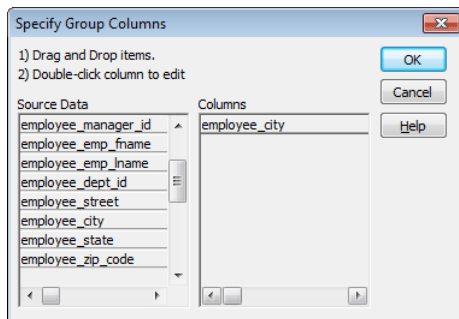 Specify Group Columns
1) Drag and Drop items.
2) Double-click column to edit
OK
Cancel
Help
Source Data
employee_manager_id
employee_emp_fname
employee_emp_lname
employee_dept_id
employee_street
employee_city
employee_state
employee_zip_code
Columns
employee_city